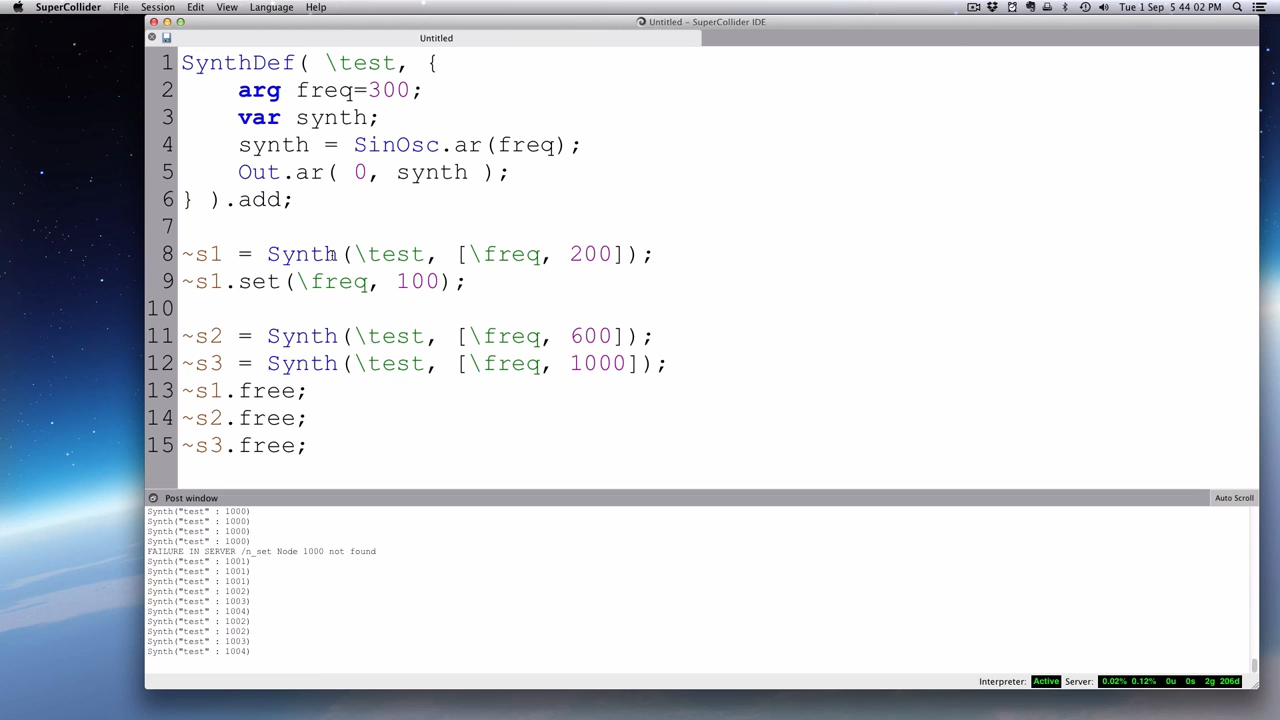 SuperCollider File Session Edit View Language Help Tue 1 Sep 5:44:02 PM
Untitled – SuperCollider IDE
Untitled
1 SynthDef( \test, {
2 arg freq=300;
3 var synth;
4 synth = SinOsc.ar(freq);
5 Out.ar( 0, synth );
6 } ).add;
7
8 ~s1 = Synth(\test, [\freq, 200]);
9 ~s1.set(\freq, 100);
10
11 ~s2 = Synth(\test, [\freq, 600]);
12 ~s3 = Synth(\test, [\freq, 1000]);
13 ~s1.free;
14 ~s2.free;
15 ~s3.free;
Post window Auto Scroll
Synth("test" : 1000)
Synth("test" : 1000)
Synth("test" : 1000)
Synth("test" : 1000)
FAILURE IN SERVER /n_set Node 1000 not found
Synth("test" : 1001)
Synth("test" : 1001)
Synth("test" : 1001)
Synth("test" : 1002)
Synth("test" : 1003)
Synth("test" : 1004)
Synth("test" : 1002)
Synth("test" : 1002)
Synth("test" : 1003)
Synth("test" : 1004)
Interpreter: Active Server: 0.02% 0.12% 0u 0s 2g 206d